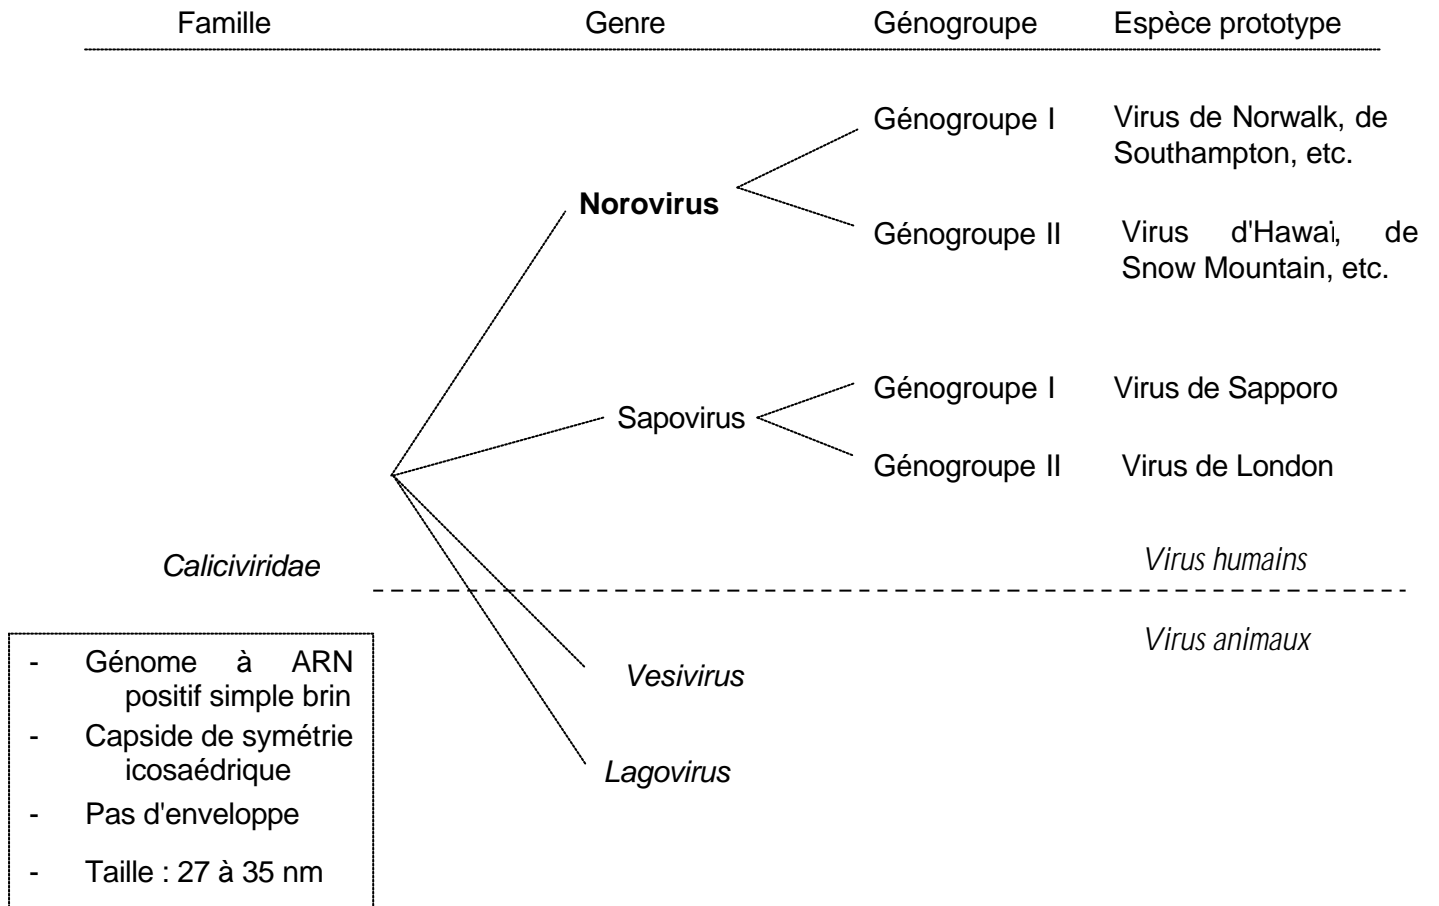 Famille Genre Génogroupe Espèce prototype
Génogroupe I Virus de Norwalk, de
Southampton, etc.
Norovirus
Génogroupe II Virus d'Hawaï, de
Snow Mountain, etc.
Génogroupe I Virus de Sapporo
Sapovirus
Génogroupe II Virus de London
Caliciviridae Virus humains
Virus animaux
- Génome à ARN
positif simple brin
Vesivirus
- Capside de symétrie
icosaédrique
Lagovirus
- Pas d'enveloppe
- Taille : 27 à 35 nm